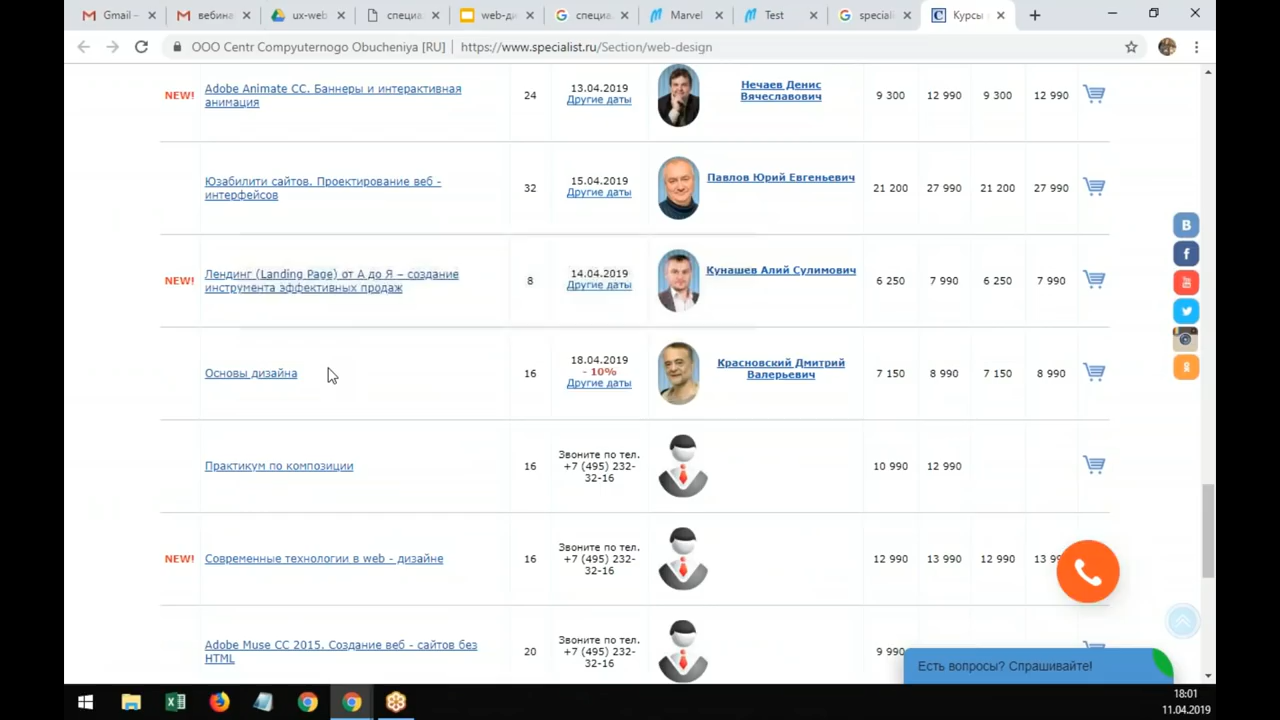 Gmail –
вебина
ux-web
специа
web-ди
специа
Marvel
Test
speciali
Курсы
OOO Centr Compyuternogo Obucheniya [RU]
https://www.specialist.ru/Section/web-design
NEW!
Adobe Animate CC. Баннеры и интерактивная
анимация
24
13.04.2019
Другие даты
Нечаев Денис
Вячеславович
9 300
12 990
9 300
12 990
Юзабилити сайтов. Проектирование веб -
интерфейсов
32
15.04.2019
Другие даты
Павлов Юрий Евгеньевич
21 200
27 990
21 200
27 990
NEW!
Лендинг (Landing Page) от А до Я – создание
инструмента эффективных продаж
8
14.04.2019
Другие даты
Кунашев Алий Сулимович
6 250
7 990
6 250
7 990
Основы дизайна
16
18.04.2019
- 10%
Другие даты
Красновский Дмитрий
Валерьевич
7 150
8 990
7 150
8 990
Практикум по композиции
16
Звоните по тел.
+7 (495) 232-
32-16
10 990
12 990
NEW!
Современные технологии в web - дизайне
16
Звоните по тел.
+7 (495) 232-
32-16
12 990
13 990
12 990
13 99
Adobe Muse CC 2015. Создание веб - сайтов без
HTML
20
Звоните по тел.
+7 (495) 232-
32-16
9 990
Есть вопросы? Спрашивайте!
18:01
11.04.2019